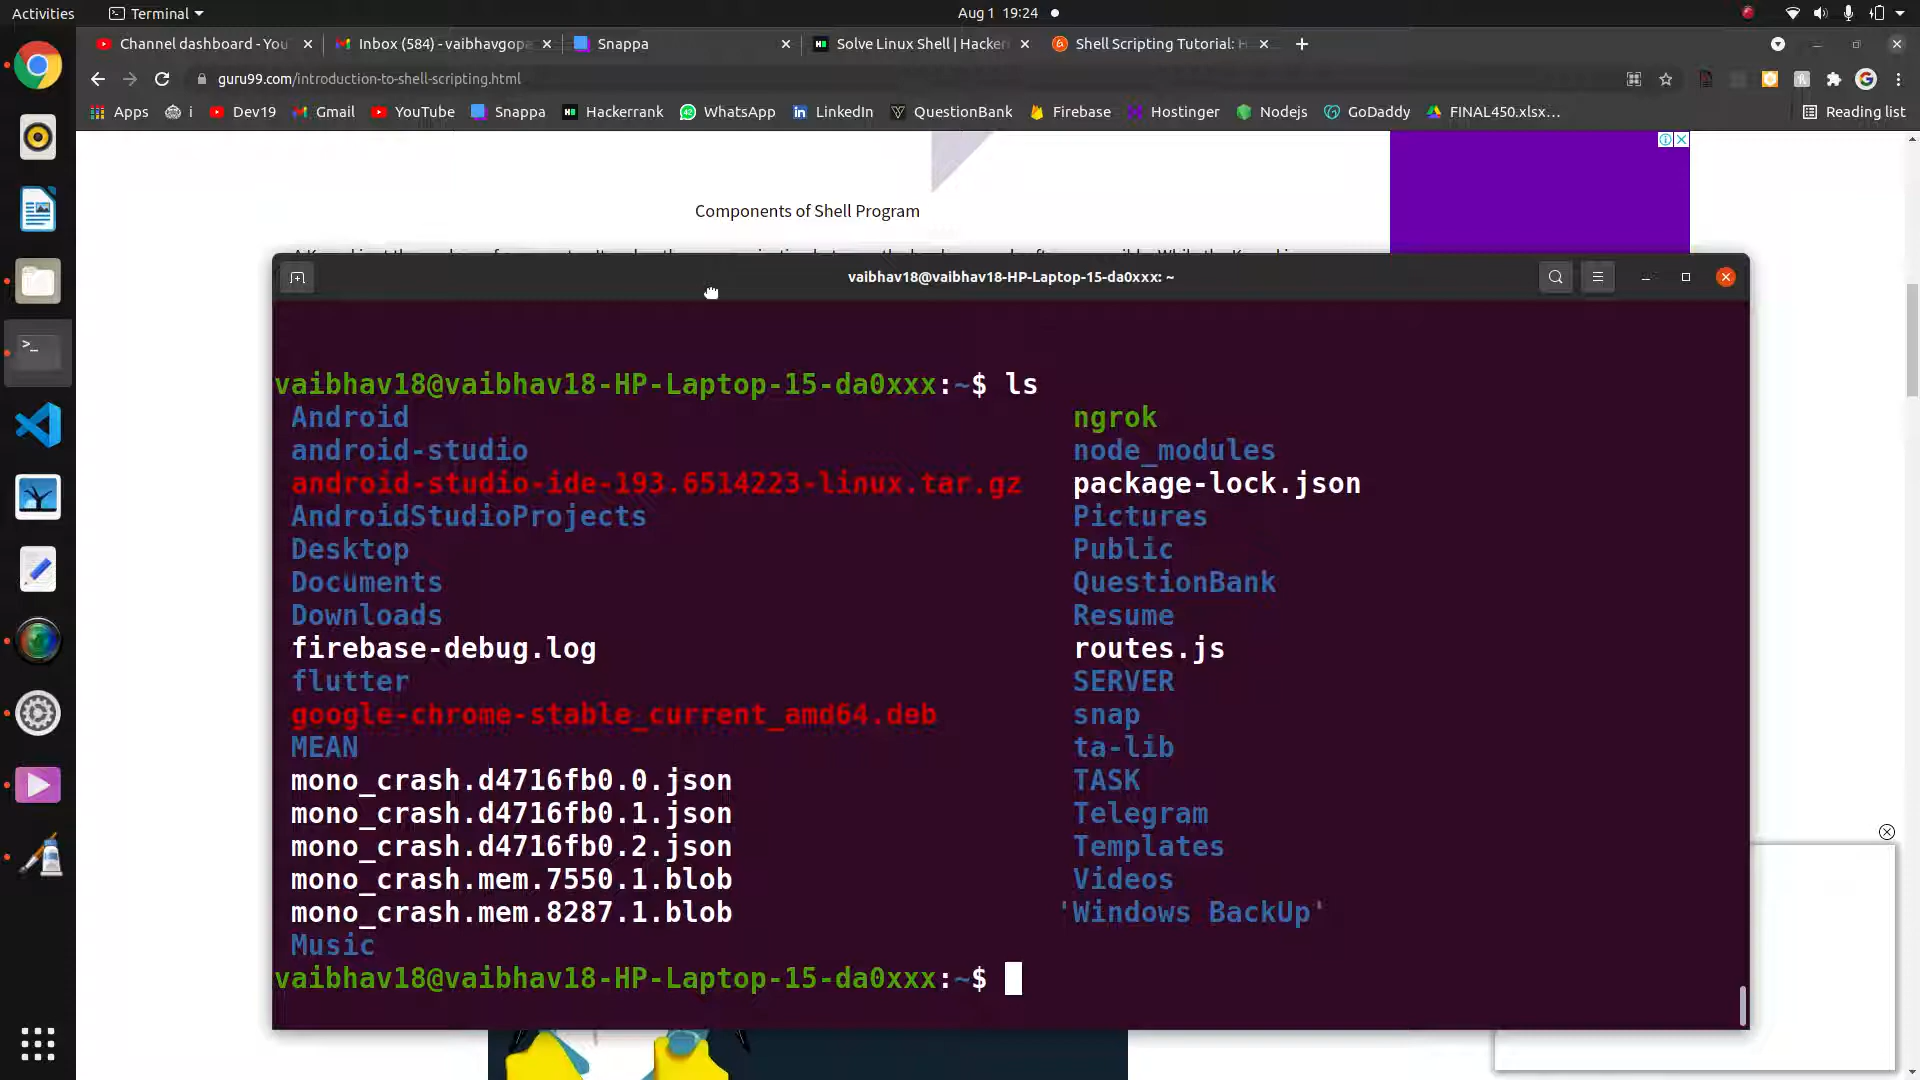 Activities
Terminal
Aug 1 19:24
Channel dashboard - You
Inbox (584) - vaibhavgopa
Snappa
Solve Linux Shell | Hacker
Shell Scripting Tutorial: H
guru99.com/introduction-to-shell-scripting.html
Apps
i
Dev19
Gmail
YouTube
Snappa
Hackerrank
WhatsApp
LinkedIn
QuestionBank
Firebase
Hostinger
Nodejs
GoDaddy
FINAL450.xlsx…
Reading list
Components of Shell Program
vaibhav18@vaibhav18-HP-Laptop-15-da0xxx: ~
vaibhav18@vaibhav18-HP-Laptop-15-da0xxx:~$ ls
Android ngrok
android-studio node_modules
android-studio-ide-193.6514223-linux.tar.gz package-lock.json
AndroidStudioProjects Pictures
Desktop Public
Documents QuestionBank
Downloads Resume
firebase-debug.log routes.js
flutter SERVER
google-chrome-stable_current_amd64.deb snap
MEAN ta-lib
mono_crash.d4716fb0.0.json TASK
mono_crash.d4716fb0.1.json Telegram
mono_crash.d4716fb0.2.json Templates
mono_crash.mem.7550.1.blob Videos
mono_crash.mem.8287.1.blob 'Windows BackUp'
Music
vaibhav18@vaibhav18-HP-Laptop-15-da0xxx:~$